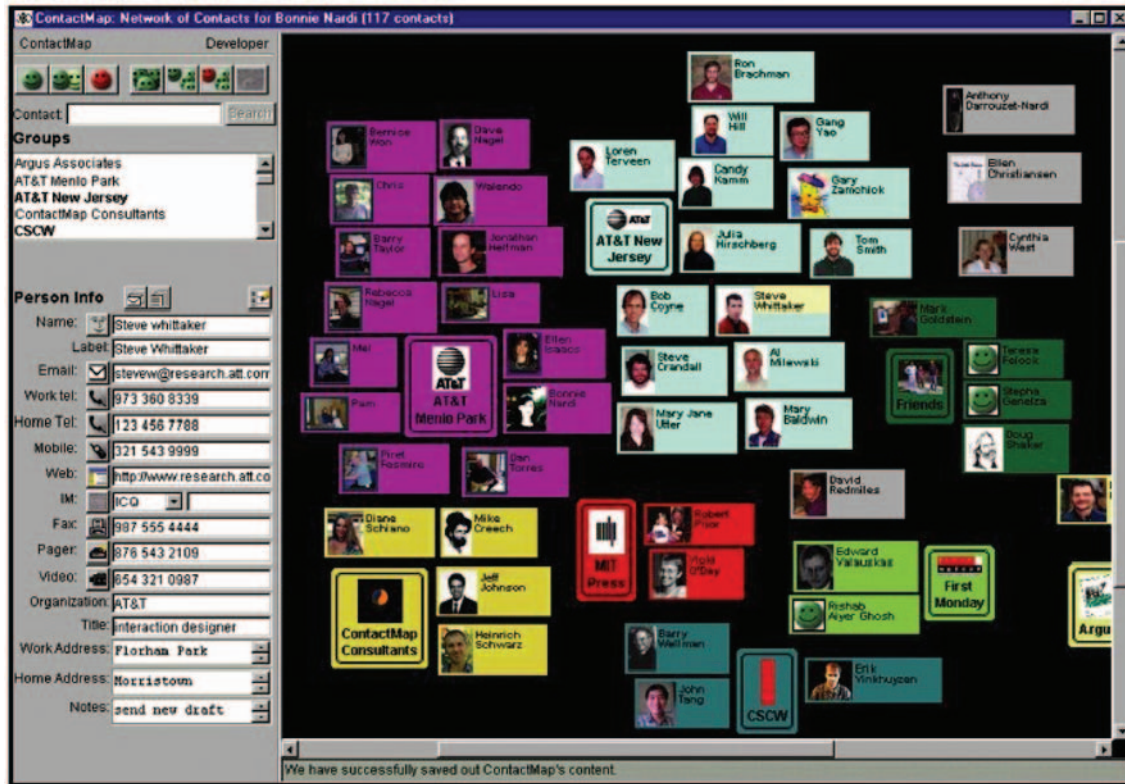 ContactMap: Network of Contacts for Bonnie Nardi (117 contacts)
ContactMap Developer
Contact: Search
Groups
Argus Associates
AT&T Menlo Park
AT&T New Jersey
ContactMap Consultants
CSCW
Person Info
Name: Steve whittaker
Label: Steve Whittaker
Email: stevew@research.att.com
Work tel: 973 360 8339
Home Tel: 123 456 7788
Mobile: 321 543 9999
Web: http://www.research.att.co
IM: ICQ
Fax: 987 555 4444
Pager: 876 543 2109
Video: 654 321 0987
Organization: AT&T
Title: interaction designer
Work Address: Florham Park
Home Address: Morristown
Notes: send new draft
Ron
Brachman
Will
Hill
Gang
Yao
Anthony
Darrouzet-Nardi
Bernice
Won
Dave
Nagel
Loren
Terveen
Candy
Kamm
Gary
Zamchick
Ellen
Christiansen
Chris
Walendo
AT&T
AT&T New
Jersey
Julia
Hirschberg
Tom
Smith
Cynthia
West
Barry
Taylor
Jonathan
Helfman
Rebecca
Nagel
Lisa
Bob
Coyne
Steve
Whittaker
Mark
Goldstein
Mel
AT&T
AT&T
Menlo Park
Ellen
Isaacs
Steve
Crandall
Al
Milewski
Friends
Teresa
Pam
Bonnie
Nardi
Mary Jane
Utter
Mary
Baldwin
Doug
Shaker
Piret
Dan
Torres
David
Redmiles
Diane
Schiano
Mike
Creech
MIT
Press
Robert
Prior
Vicki
O'Day
Edward
Valauskas
First
Monday
Jeff
Johnson
Rishab
Aiyer Ghosh
ContactMap
Consultants
Heinrich
Schwarz
Argu
Barry
Wellman
John
Tang
CSCW
Erik
Vinkhuyzen
We have successfully saved out ContactMap's content.